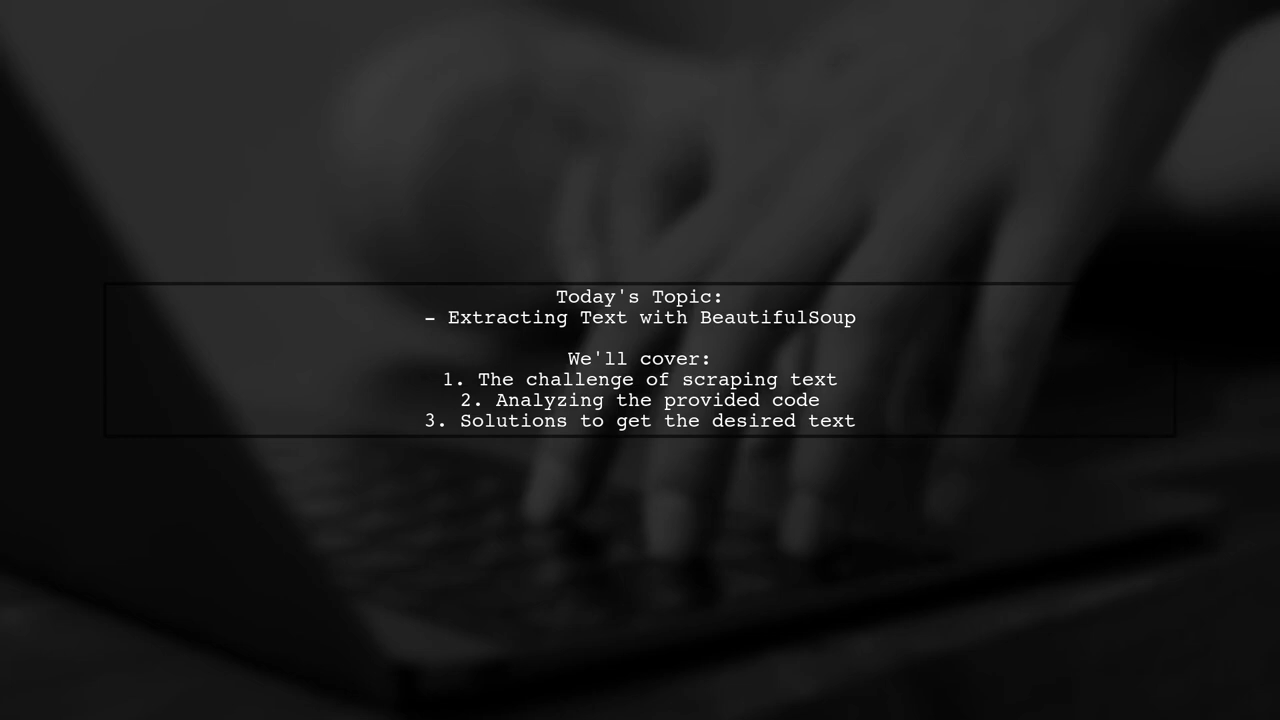 Today's Topic:
- Extracting Text with BeautifulSoup
We'll cover:
1. The challenge of scraping text
2. Analyzing the provided code
3. Solutions to get the desired text